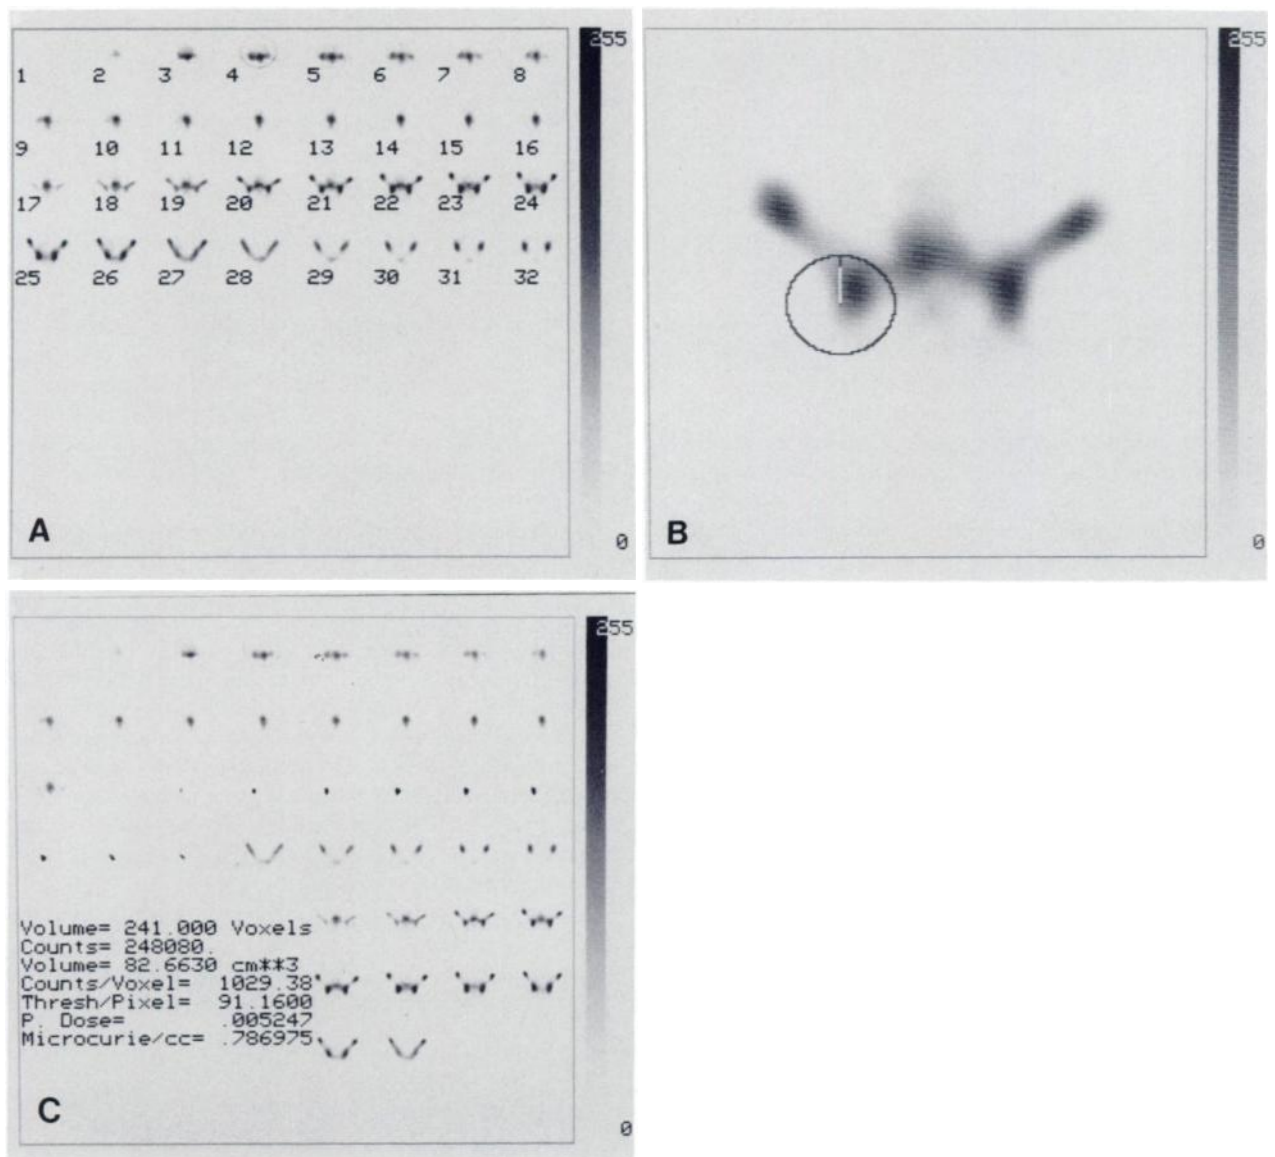 255
1 2 3 4 5 6 7 8
9 10 11 12 13 14 15 16
17 18 19 20 21 22 23 24
25 26 27 28 29 30 31 32
A
0
255
B
0
255
Volume= 241.000 Voxels
Counts= 248080.
Volume= 82.6630 cm**3
Counts/Voxel= 1029.38
Thresh/Pixel= 91.1600
P. Dose= .005247
Microcurie/cc= .786975
C
0